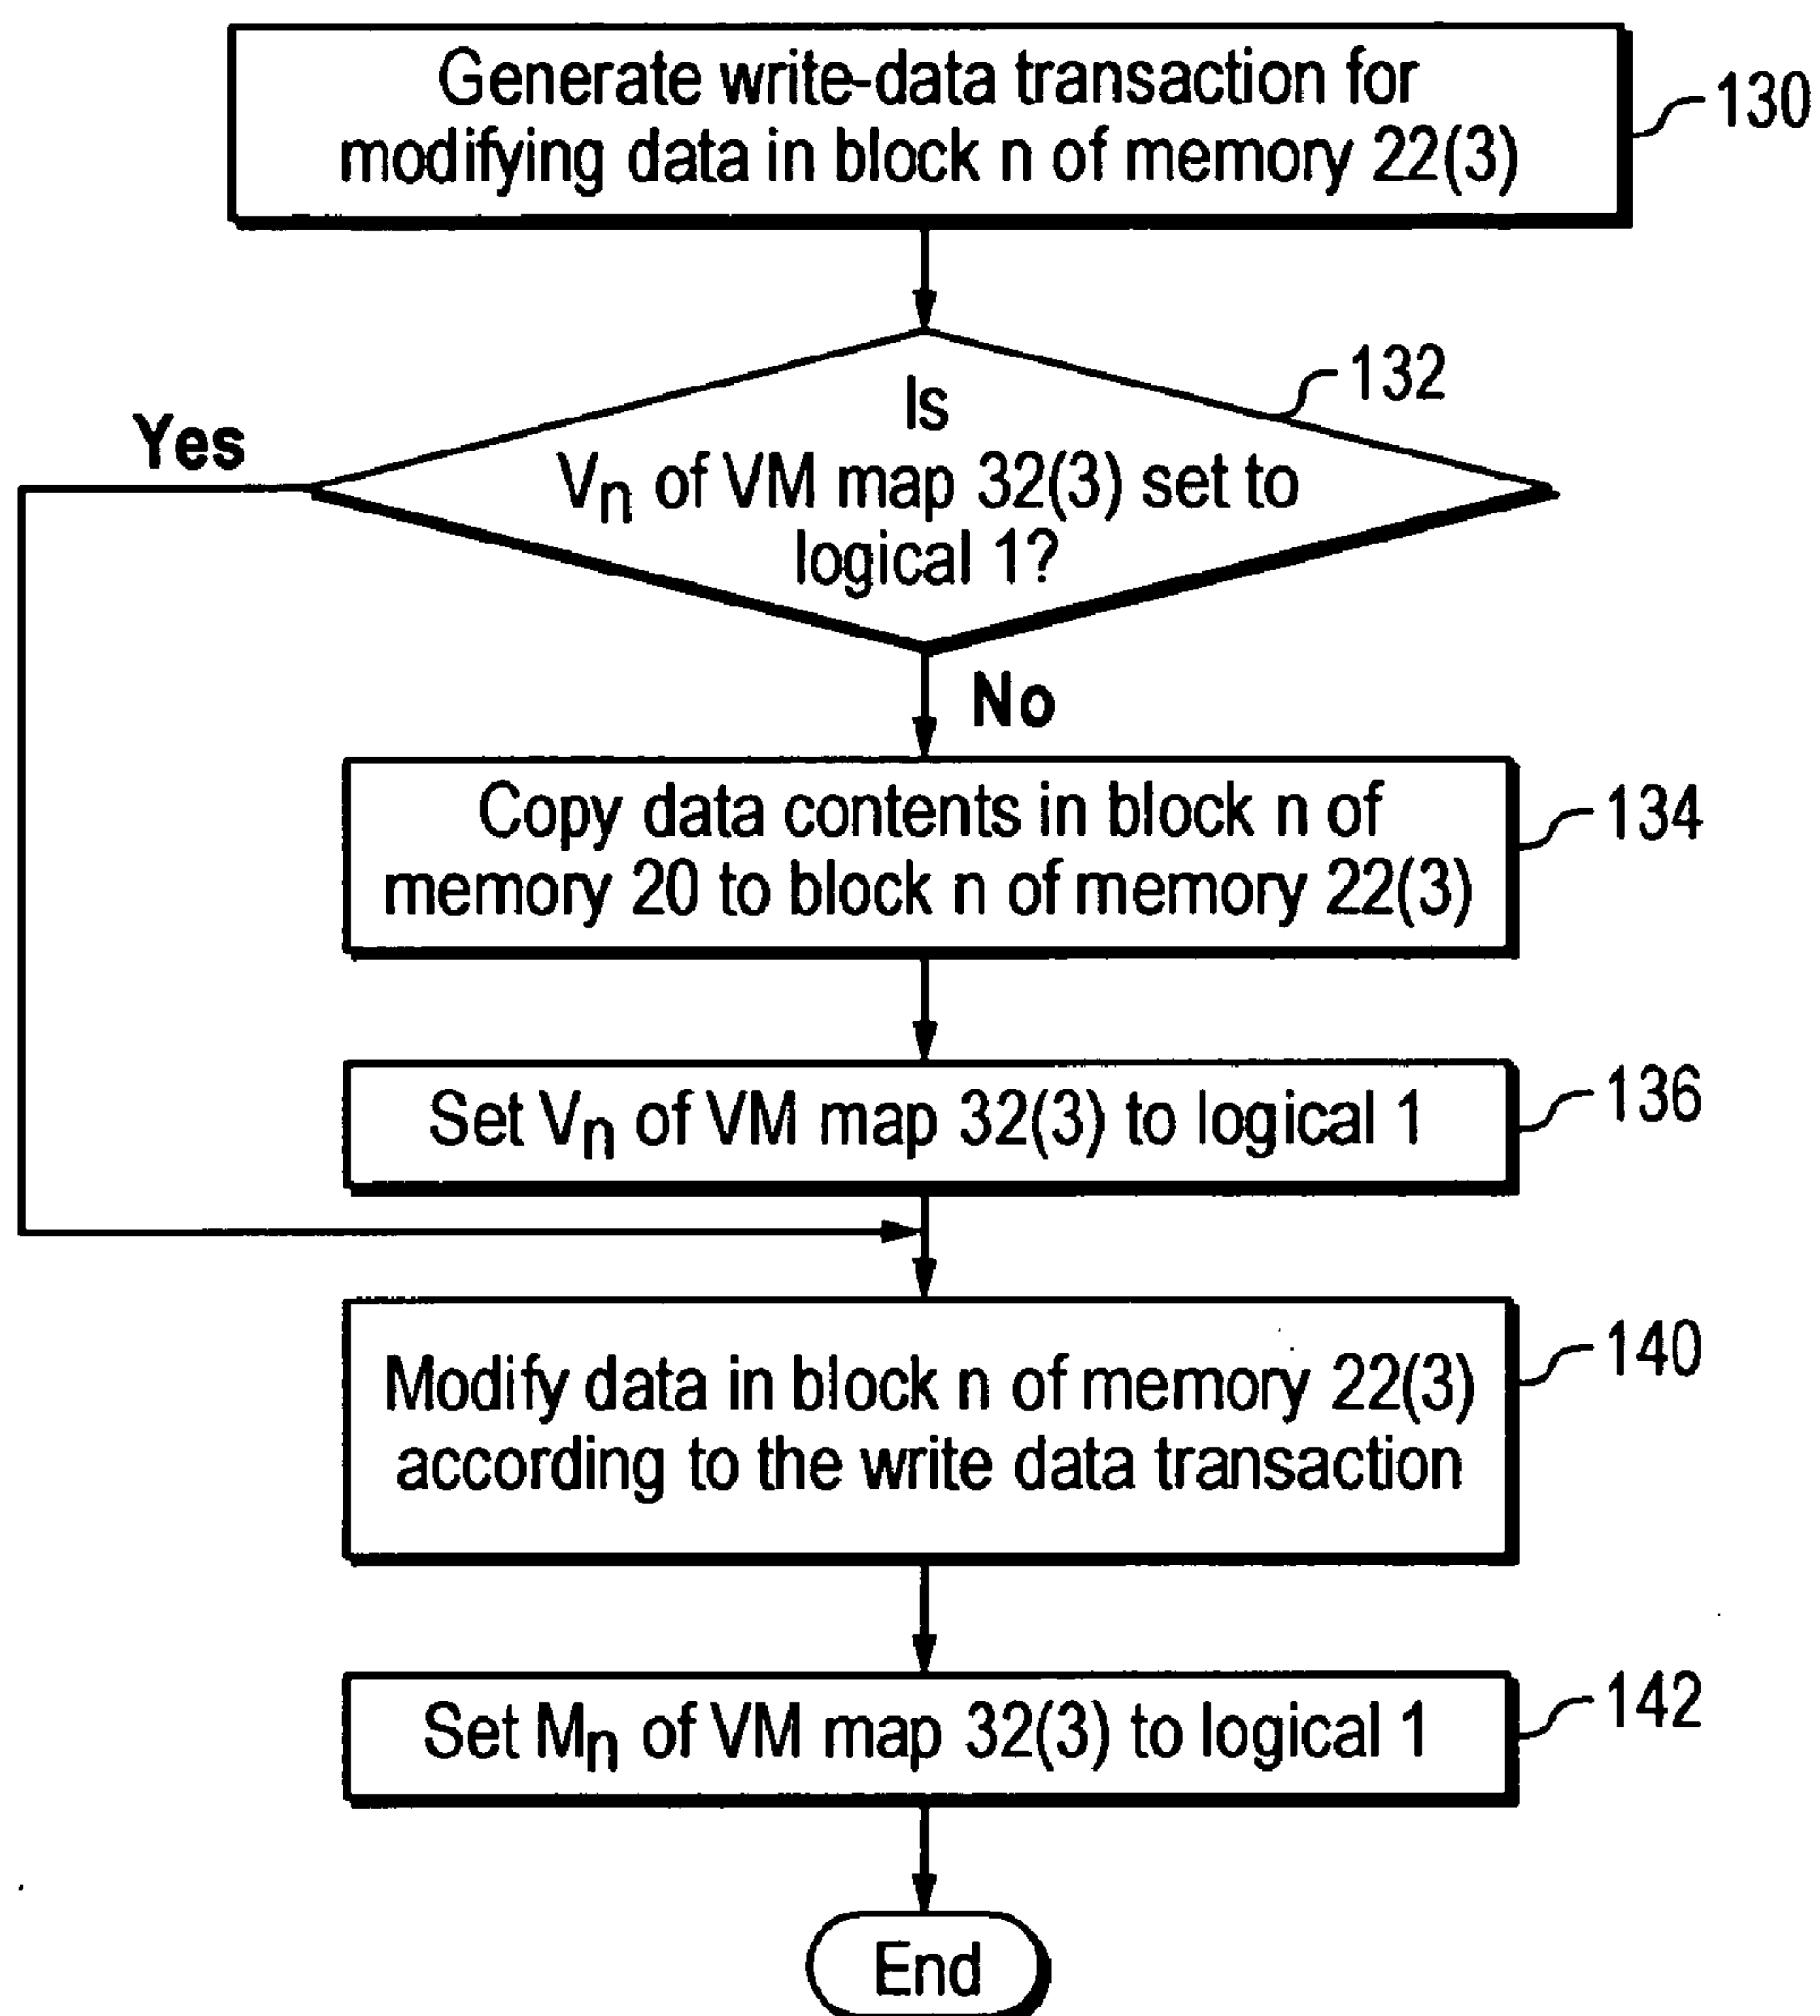 Generate write-data transaction for
modifying data in block n of memory 22(3)
130
132
Is
Vn of VM map 32(3) set to
logical 1?
Yes
No
Copy data contents in block n of
memory 20 to block n of memory 22(3)
134
Set Vn of VM map 32(3) to logical 1
136
Modify data in block n of memory 22(3)
according to the write data transaction
140
Set Mn of VM map 32(3) to logical 1
142
End